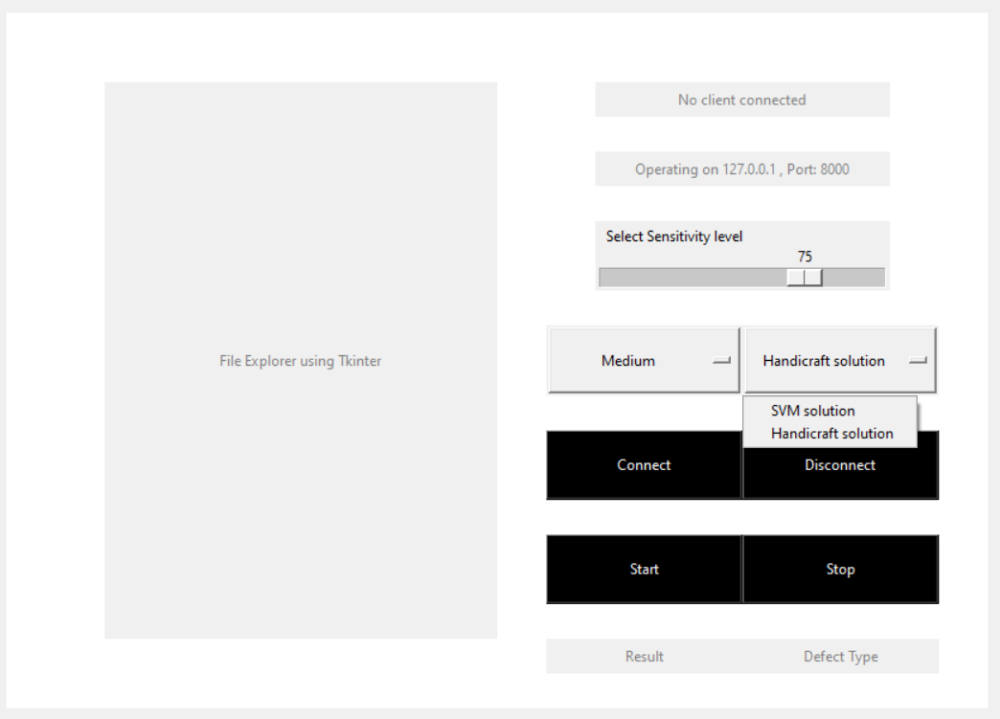 No client connected
Operating on 127.0.0.1 , Port: 8000
Select Sensitivity level
75
File Explorer using Tkinter
Medium
Handicraft solution
SVM solution
Handicraft solution
Connect
Disconnect
Start
Stop
Result
Defect Type